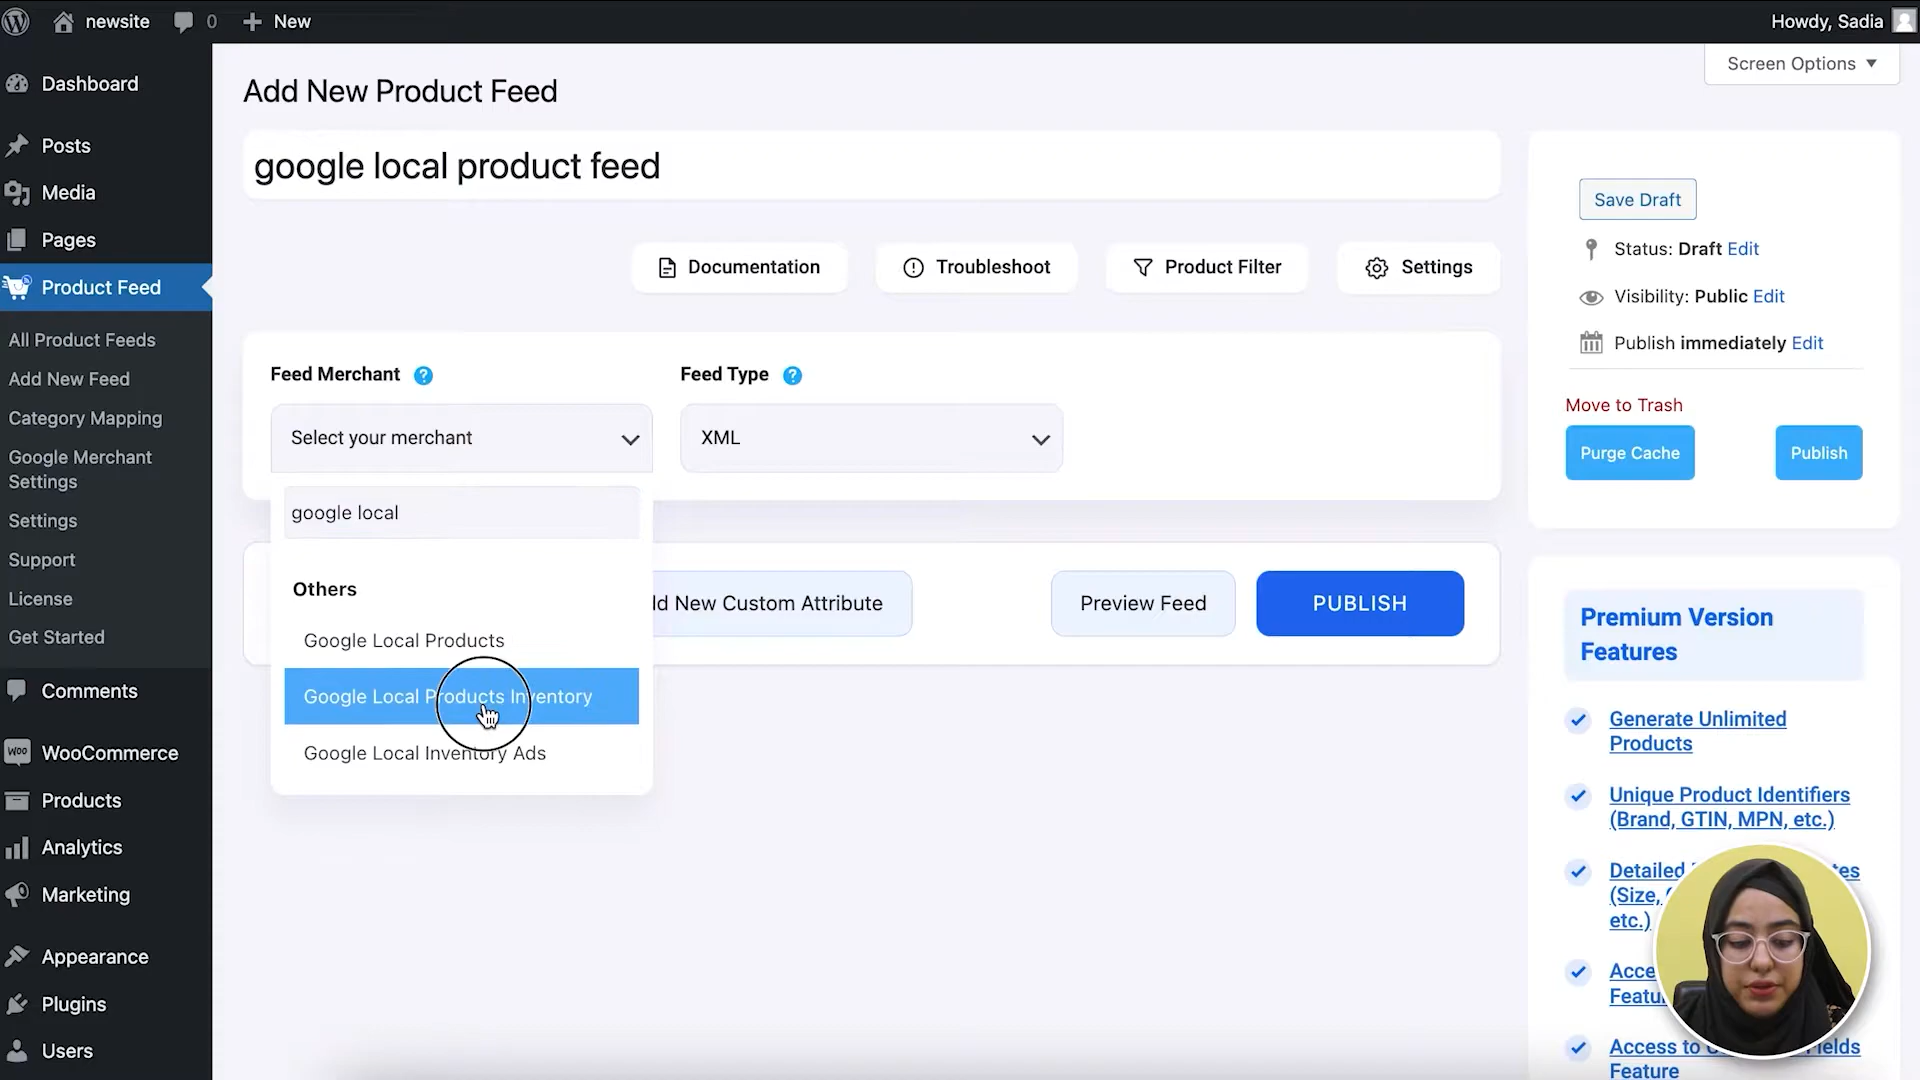 newsite
0
New
Howdy, Sadia
Screen Options
Dashboard
Posts
Media
Pages
Product Feed
All Product Feeds
Add New Feed
Category Mapping
Google Merchant
Settings
Settings
Support
License
Get Started
Comments
WOO
WooCommerce
Products
Analytics
Marketing
Appearance
Plugins
Users
Add New Product Feed
google local product feed
Documentation
Troubleshoot
Product Filter
Settings
Feed Merchant ?
Feed Type ?
Select your merchant
XML
google local
Others
Google Local Products
Google Local Products Inventory
Google Local Inventory Ads
New Custom Attribute
Preview Feed
PUBLISH
Save Draft
Status: Draft Edit
Visibility: Public Edit
Publish immediately Edit
Move to Trash
Purge Cache
Publish
Premium Version
Features
Generate Unlimited
Products
Unique Product Identifiers
(Brand, GTIN, MPN, etc.)
Detailed
(Size,
etc.)
Access to
Feature